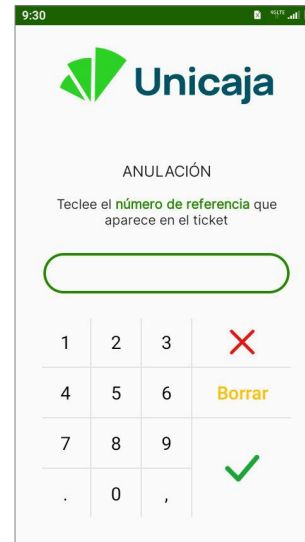 9:30
4GLTE
Unicaja
ANULACIÓN
Teclee el número de referencia que
aparece en el ticket
1 2 3
4 5 6 Borrar
7 8 9
. 0 ,